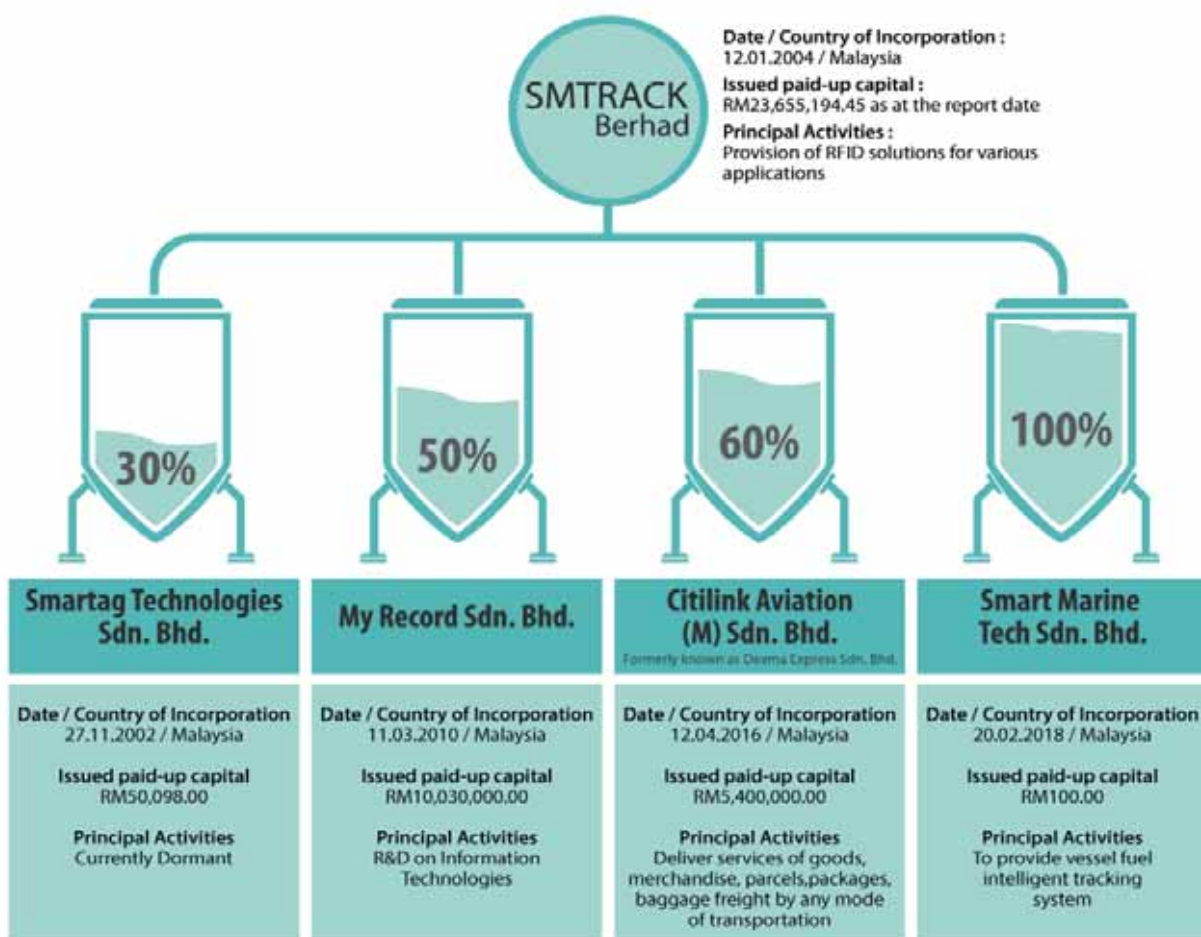 SMTRACK
Berhad
Date / Country of Incorporation :
12.01.2004 / Malaysia
Issued paid-up capital :
RM23,655,194.45 as at the report date
Principal Activities :
Provision of RFID solutions for various
applications
30%
50%
60%
100%
Smartag Technologies
Sdn. Bhd.
Date / Country of Incorporation
27.11.2002 / Malaysia
Issued paid-up capital
RM50,098.00
Principal Activities
Currently Dormant
My Record Sdn. Bhd.
Date / Country of Incorporation
11.03.2010 / Malaysia
Issued paid-up capital
RM10,030,000.00
Principal Activities
R&D on Information
Technologies
Citilink Aviation
(M) Sdn. Bhd.
Formerly known as Deema Express Sdn. Bhd.
Date / Country of Incorporation
12.04.2016 / Malaysia
Issued paid-up capital
RM5,400,000.00
Principal Activities
Deliver services of goods,
merchandise, parcels,packages,
baggage freight by any mode
of transportation
Smart Marine
Tech Sdn. Bhd.
Date / Country of Incorporation
20.02.2018 / Malaysia
Issued paid-up capital
RM100.00
Principal Activities
To provide vessel fuel
intelligent tracking
system